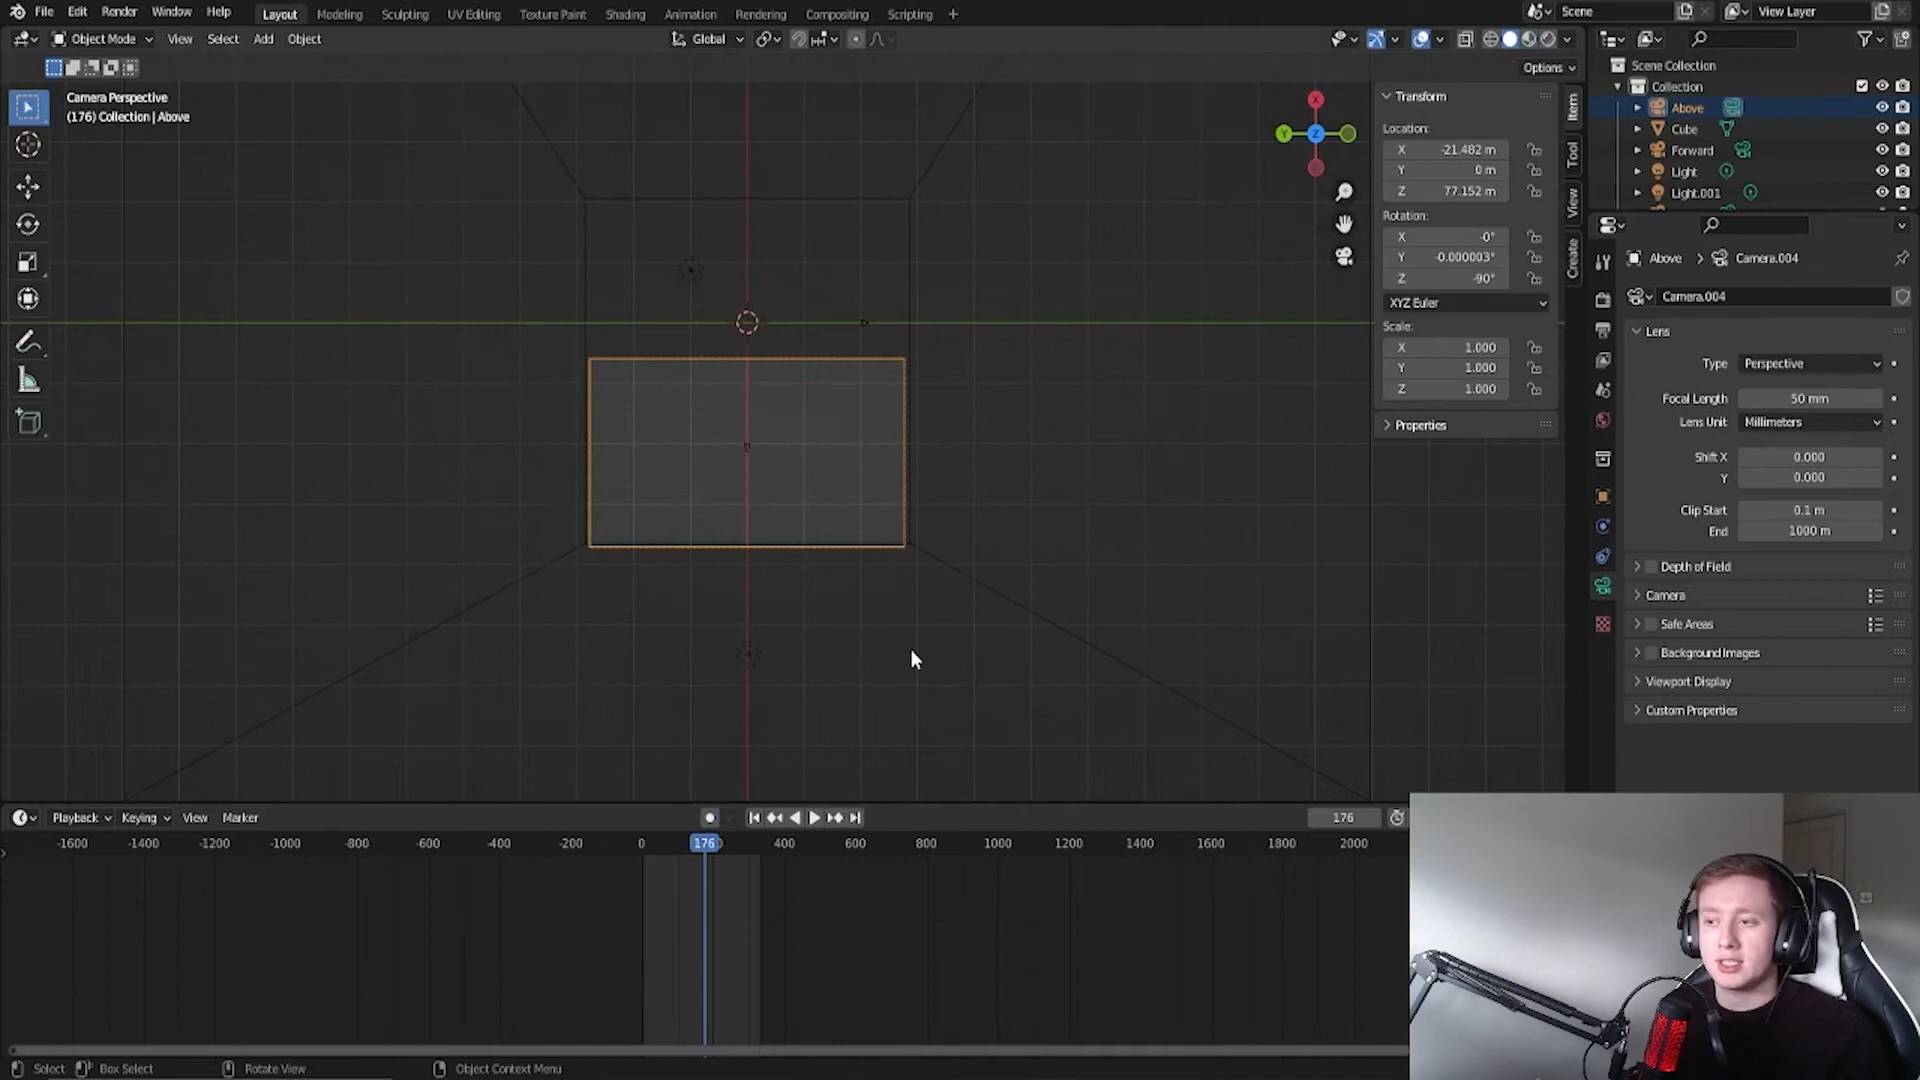 File Edit Render Window Help Layout Modeling Sculpting UV Editing Texture Paint Shading Animation Rendering Compositing Scripting + Scene View Layer
Object Mode View Select Add Object Global
Options
Camera Perspective
(176) Collection | Above
X
Y Z
Transform
Location:
X -21.482 m
Y 0 m
Z 77.152 m
Rotation:
X -0°
Y -0.000003°
Z -90°
XYZ Euler
Scale:
X 1.000
Y 1.000
Z 1.000
Properties
Item
Tool
View
Create
Scene Collection
Collection
Above
Cube
Forward
Light
Light.001
Above > Camera.004
Camera.004
Lens
Type Perspective
Focal Length 50 mm
Lens Unit Millimeters
Shift X 0.000
Y 0.000
Clip Start 0.1 m
End 1000 m
Depth of Field
Camera
Safe Areas
Background Images
Viewport Display
Custom Properties
Playback Keying View Marker 176
-1600 -1400 -1200 -1000 -800 -600 -400 -200 0 176 400 600 800 1000 1200 1400 1600 1800 2000
Select Box Select Rotate View Object Context Menu